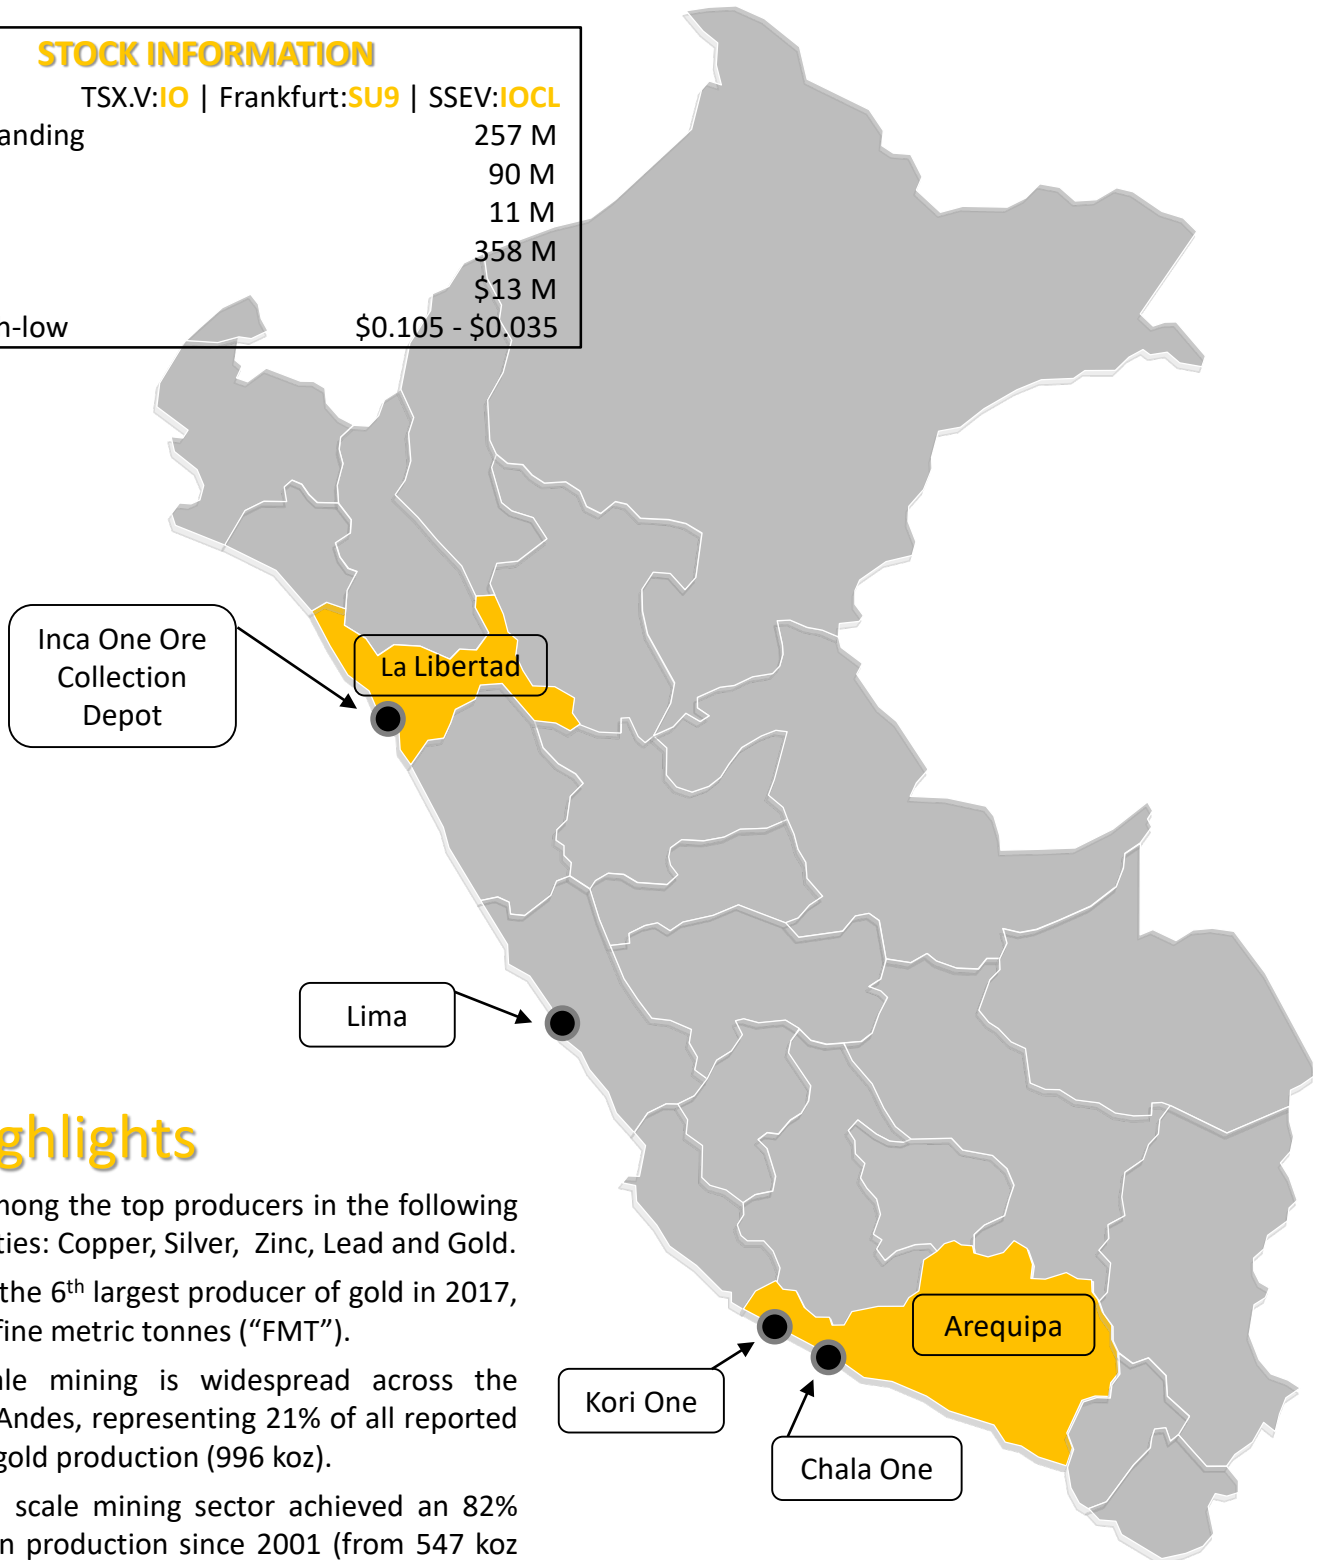 STOCK INFORMATION
TSX.V:IO | Frankfurt:SU9 | SSEV:IOCL
anding 257 M
90 M
11 M
358 M
$13 M
h-low $0.105 - $0.035
Inca One Ore
Collection
Depot
La Libertad
Lima
ghlights
mong the top producers in the following
ties: Copper, Silver, Zinc, Lead and Gold.
the 6th largest producer of gold in 2017,
fine metric tonnes (“FMT”).
ale mining is widespread across the
Andes, representing 21% of all reported
gold production (996 koz).
scale mining sector achieved an 82%
n production since 2001 (from 547 koz
Arequipa
Kori One
Chala One